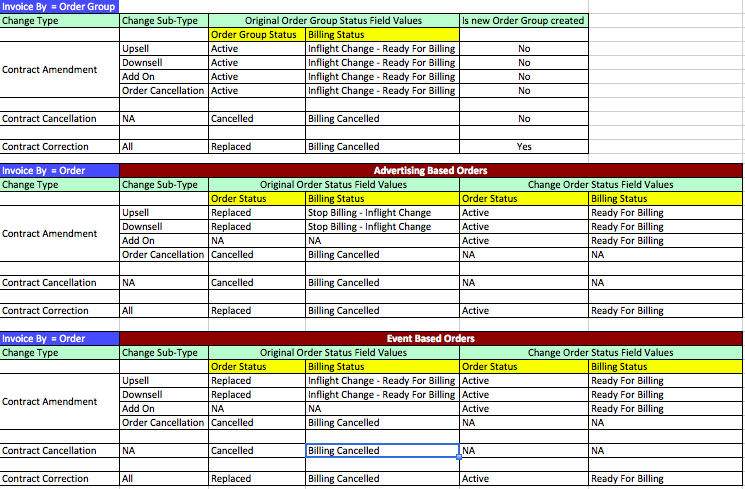 Invoice By = Order Group
Change Type Change Sub-Type Original Order Group Status Field Values Is new Order Group created
Order Group Status Billing Status
Upsell Active Inflight Change - Ready For Billing No
Downsell Active Inflight Change - Ready For Billing No
Contract Amendment
Add On Active Inflight Change - Ready For Billing No
Order Cancellation Active Inflight Change - Ready For Billing No
Contract Cancellation NA Cancelled Billing Cancelled No
Contract Correction All Replaced Billing Cancelled Yes
Invoice By = Order Advertising Based Orders
Change Type Change Sub-Type Original Order Status Field Values Change Order Status Field Values
Order Status Billing Status Order Status Billing Status
Upsell Replaced Stop Billing - Inflight Change Active Ready For Billing
Downsell Replaced Stop Billing - Inflight Change Active Ready For Billing
Contract Amendment
Add On NA NA Active Ready For Billing
Order Cancellation Cancelled Billing Cancelled NA NA
Contract Cancellation NA Cancelled Billing Cancelled NA NA
Contract Correction All Replaced Billing Cancelled Active Ready For Billing
Invoice By = Order Event Based Orders
Change Type Change Sub-Type Original Order Status Field Values Change Order Status Field Values
Order Status Billing Status Order Status Billing Status
Upsell Replaced Inflight Change - Ready For Billing Active Ready For Billing
Downsell Replaced Inflight Change - Ready For Billing Active Ready For Billing
Contract Amendment
Add On NA NA Active Ready For Billing
Order Cancellation Cancelled Billing Cancelled NA NA
Contract Cancellation NA Cancelled Billing Cancelled NA NA
Contract Correction All Replaced Billing Cancelled Active Ready For Billing